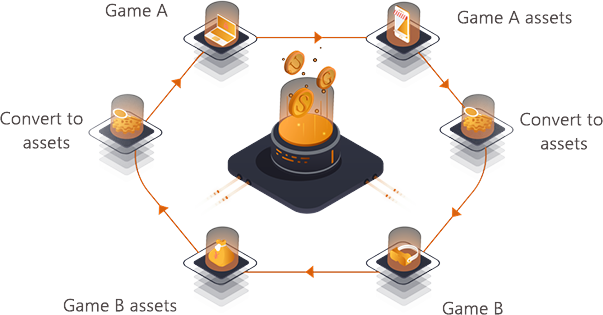 Game A
Game A assets
Convert to
assets
Convert to
assets
Game B assets
Game B